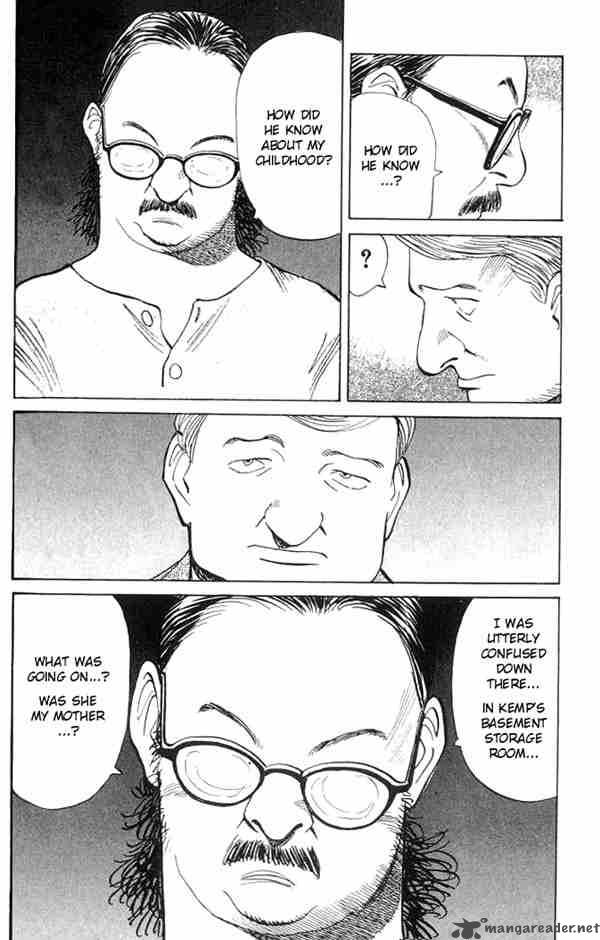 HOW DID
HE KNOW
...?
HOW DID
HE KNOW
ABOUT MY
CHILDHOOD?
?
I WAS
UTTERLY
CONFUSED
DOWN
THERE...
IN KEMP'S
BASEMENT
STORAGE
ROOM...
WHAT WAS
GOING ON...?
WAS SHE
MY MOTHER
...?
mangareader.net